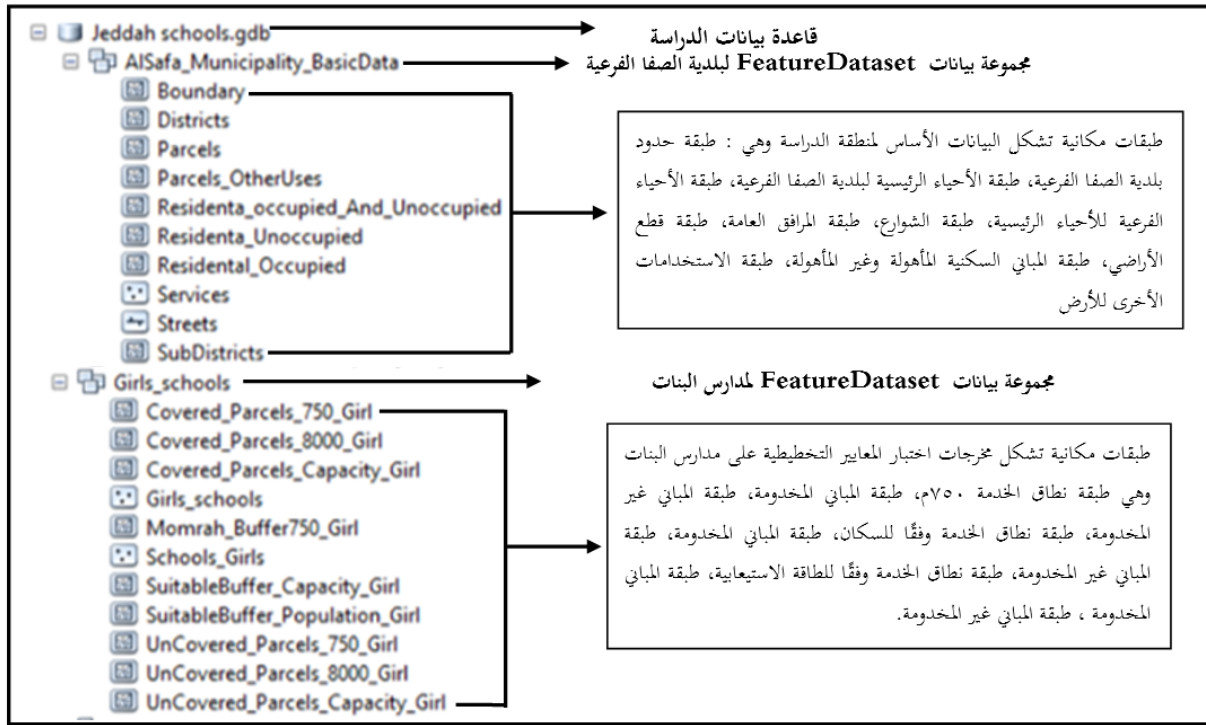 Jeddah schools.gdb
قاعدة بيانات الدراسة
AlSafa_Municipality_BasicData
مجموعة بيانات FeatureDataset لبلدية الصفا الفرعية
Boundary
Districts
Parcels
Parcels_OtherUses
Residenta_occupied_And_Unoccupied
Residenta_Unoccupied
Residental_Occupied
Services
Streets
SubDistricts
طبقات مكانية تشكل البيانات الأساس لمنطقة الدراسة وهي : طبقة حدود
بلدية الصفا الفرعية، طبقة الأحياء الرئيسية لبلدية الصفا الفرعية، طبقة الأحياء
الفرعية للأحياء الرئيسية، طبقة الشوارع، طبقة المرافق العامة، طبقة قطع
الأراضي، طبقة المباني السكنية المأهولة وغير المأهولة، طبقة الاستخدامات
الأخرى للأرض
Girls_schools
مجموعة بيانات FeatureDataset لمدارس البنات
Covered_Parcels_750_Girl
Covered_Parcels_8000_Girl
Covered_Parcels_Capacity_Girl
Girls_schools
Momrah_Buffer750_Girl
Schools_Girls
SuitableBuffer_Capacity_Girl
SuitableBuffer_Population_Girl
UnCovered_Parcels_750_Girl
UnCovered_Parcels_8000_Girl
UnCovered_Parcels_Capacity_Girl
طبقات مكانية تشكل مخرجات اختبار المعايير التخطيطية على مدارس البنات
وهي طبقة نطاق الخدمة ٧٥٠م، طبقة المباني المخدومة، طبقة المباني غير
المخدومة، طبقة نطاق الخدمة وفقًا للسكان، طبقة المباني المخدومة، طبقة
المباني غير المخدومة، طبقة نطاق الخدمة وفقًا للطاقة الاستيعابية، طبقة المباني
المخدومة ، طبقة المباني غير المخدومة.